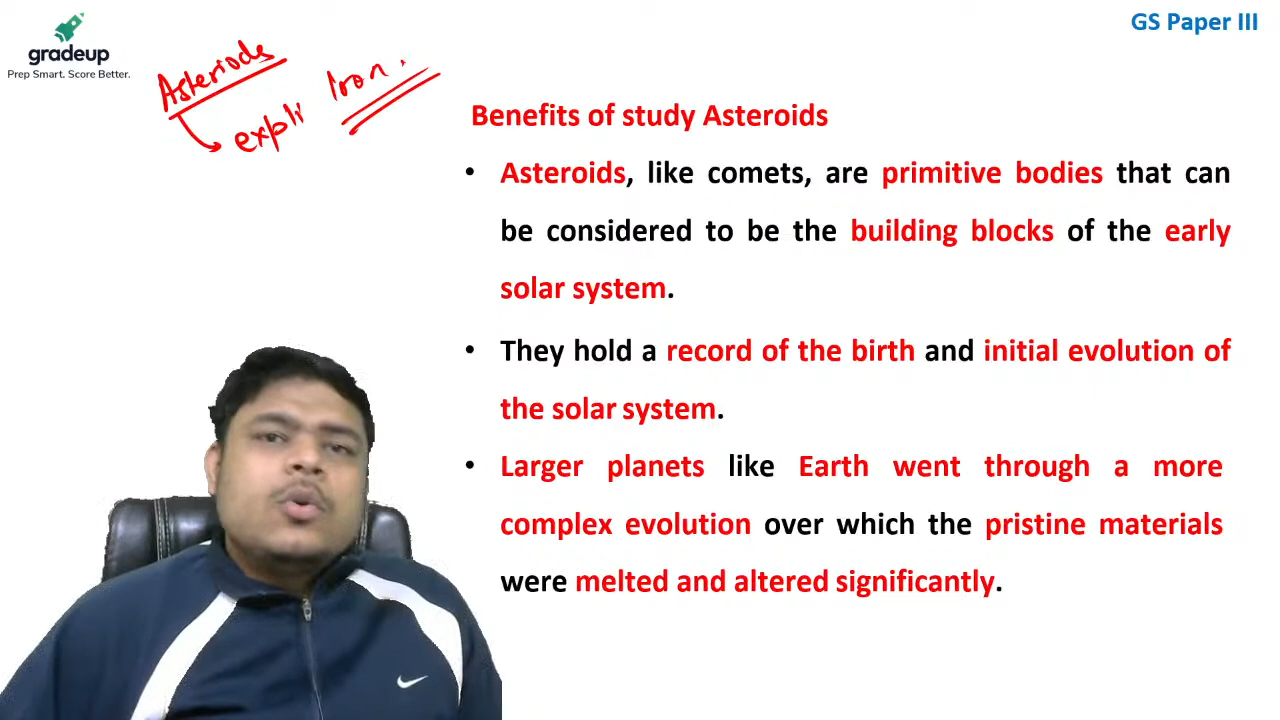 gradeup
Prep Smart. Score Better.
GS Paper III
Asteriods
Iron.
Benefits of study Asteroids
• Asteroids, like comets, are primitive bodies that can
be considered to be the building blocks of the early
solar system.
• They hold a record of the birth and initial evolution of
the solar system.
• Larger planets like Earth went through a more
complex evolution over which the pristine materials
were melted and altered significantly.